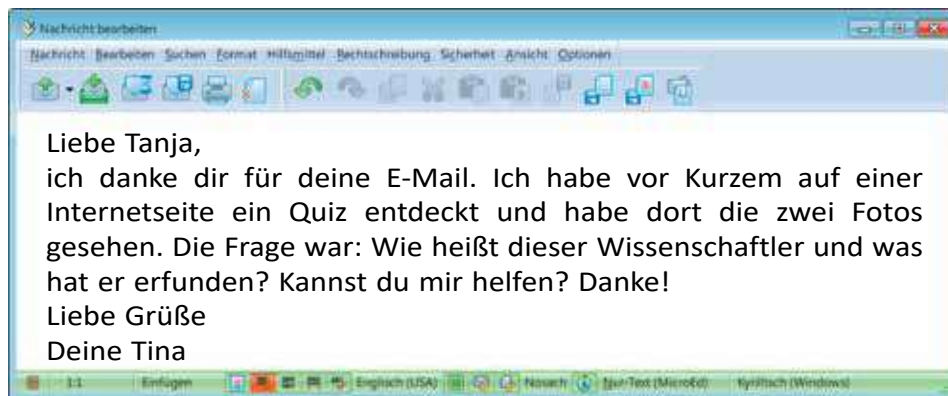 Nachricht bearbeiten
Nachricht Bearbeiten Suchen Format Hilfsmittel Rechtschreibung Sicherheit Ansicht Optionen
Liebe Tanja,
ich danke dir für deine E-Mail. Ich habe vor Kurzem auf einer
Internetseite ein Quiz entdeckt und habe dort die zwei Fotos
gesehen. Die Frage war: Wie heißt dieser Wissenschaftler und was
hat er erfunden? Kannst du mir helfen? Danke!
Liebe Grüße
Deine Tina
1:1 Einfügen Englisch (USA) Nur-Text (MicroEd) Kyrillisch (Windows)